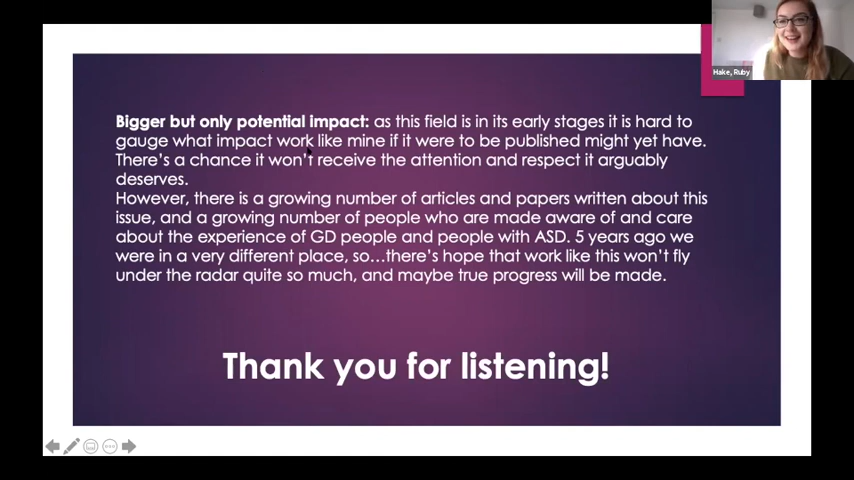 Hake, Ruby
Bigger but only potential impact: as this field is in its early stages it is hard to
gauge what impact work like mine if it were to be published might yet have.
There's a chance it won't receive the attention and respect it arguably
deserves.
However, there is a growing number of articles and papers written about this
issue, and a growing number of people who are made aware of and care
about the experience of GD people and people with ASD. 5 years ago we
were in a very different place, so…there's hope that work like this won't fly
under the radar quite so much, and maybe true progress will be made.
Thank you for listening!